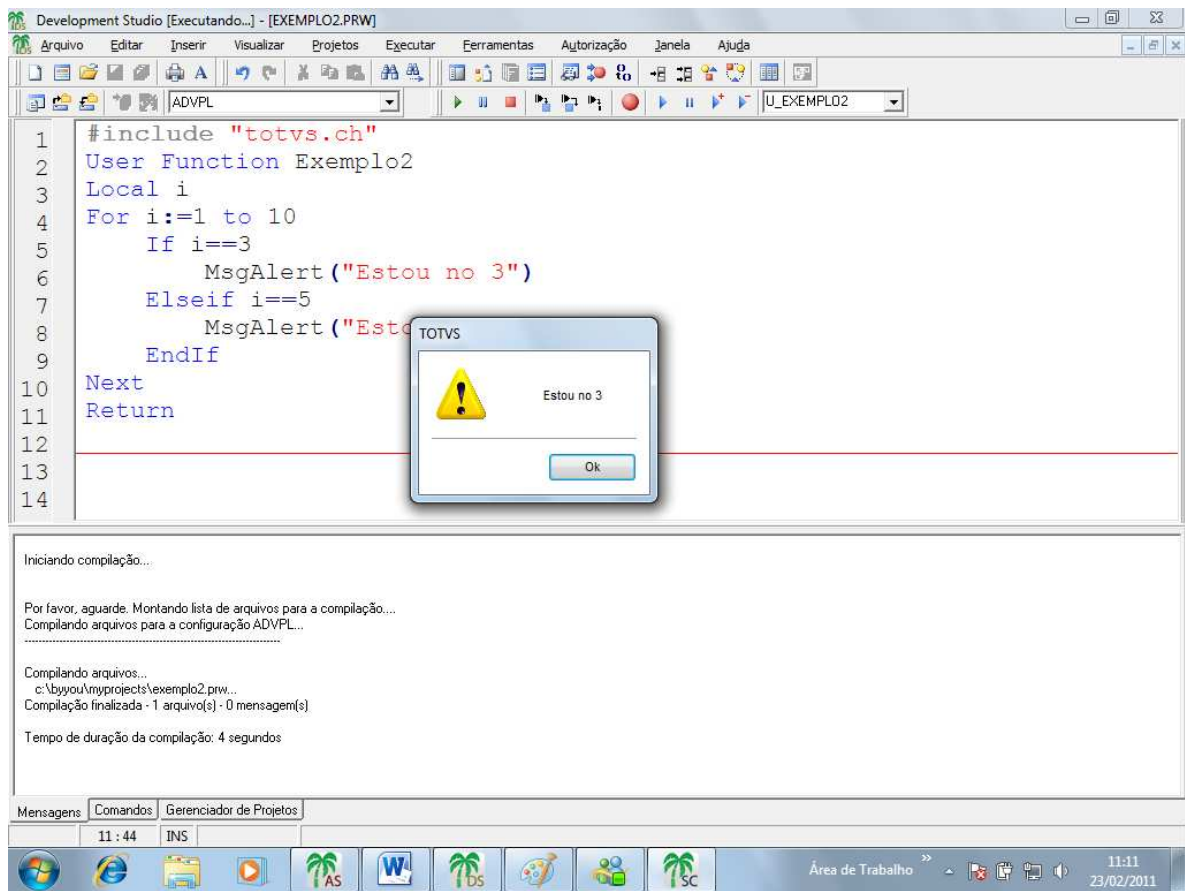 Development Studio [Executando...] - [EXEMPLO2.PRW]
Arquivo Editar Inserir Visualizar Projetos Executar Ferramentas Autorização Janela Ajuda
ADVPL U_EXEMPLO2
1 #include "totvs.ch"
2 User Function Exemplo2
3 Local i
4 For i:=1 to 10
5 If i==3
6 MsgAlert("Estou no 3")
7 Elseif i==5
8 MsgAlert("Esto
9 EndIf
10 Next
11 Return
12
13
14
TOTVS
Estou no 3
Ok
Iniciando compilação...
Por favor, aguarde. Montando lista de arquivos para a compilação....
Compilando arquivos para a configuração ADVPL...
Compilando arquivos...
c:\byyou\myprojects\exemplo2.prw...
Compilação finalizada - 1 arquivo(s) - 0 mensagem(s)
Tempo de duração da compilação: 4 segundos
Mensagens Comandos Gerenciador de Projetos
11 : 44 INS
AS W DS SC Área de Trabalho » 11:11
23/02/2011